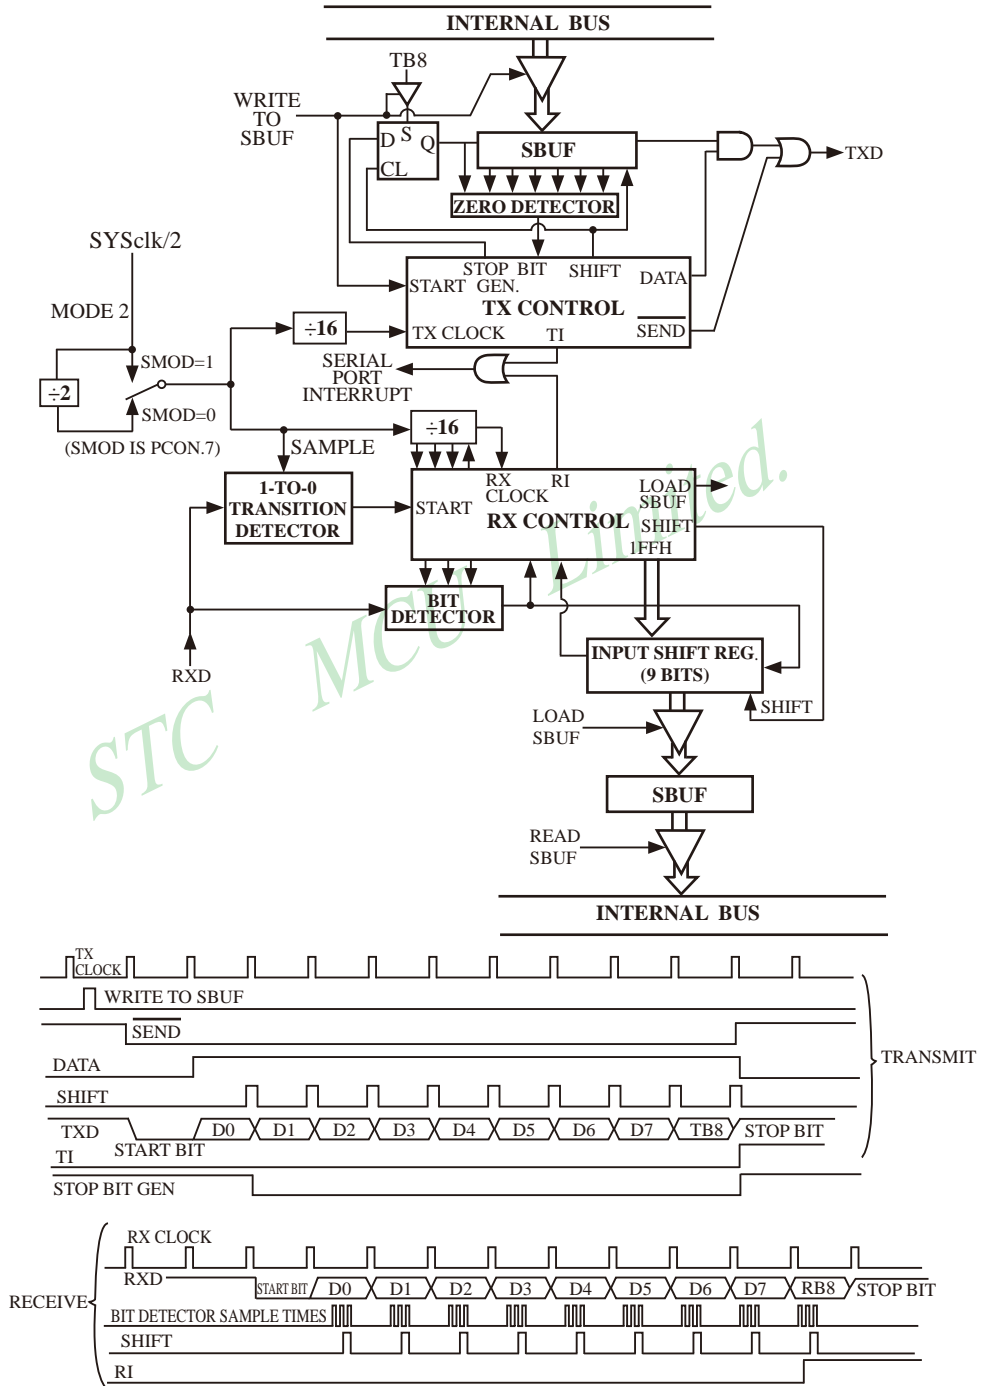 INTERNAL BUS
TB8
WRITE
TO
SBUF
D S Q
CL
SBUF
TXD
ZERO DETECTOR
SYSclk/2
STOP BIT
GEN.
SHIFT
DATA
START
TX CONTROL
MODE 2
÷16
TX CLOCK
TI
SEND
SERIAL
PORT
INTERRUPT
SMOD=1
÷2
SMOD=0
(SMOD IS PCON.7)
SAMPLE
÷16
1-TO-0
TRANSITION
DETECTOR
START
RX
CLOCK
RI
LOAD
SBUF
RX CONTROL
SHIFT
1FFH
BIT
DETECTOR
RXD
INPUT SHIFT REG.
(9 BITS)
SHIFT
LOAD
SBUF
SBUF
READ
SBUF
INTERNAL BUS
STC MCU Limited.
TX
CLOCK
WRITE TO SBUF
SEND
DATA
TRANSMIT
SHIFT
TXD
START BIT
D0 D1 D2 D3 D4 D5 D6 D7 TB8 STOP BIT
TI
STOP BIT GEN
RX CLOCK
RXD
START BIT D0 D1 D2 D3 D4 D5 D6 D7 RB8 STOP BIT
RECEIVE
BIT DETECTOR SAMPLE TIMES
SHIFT
RI